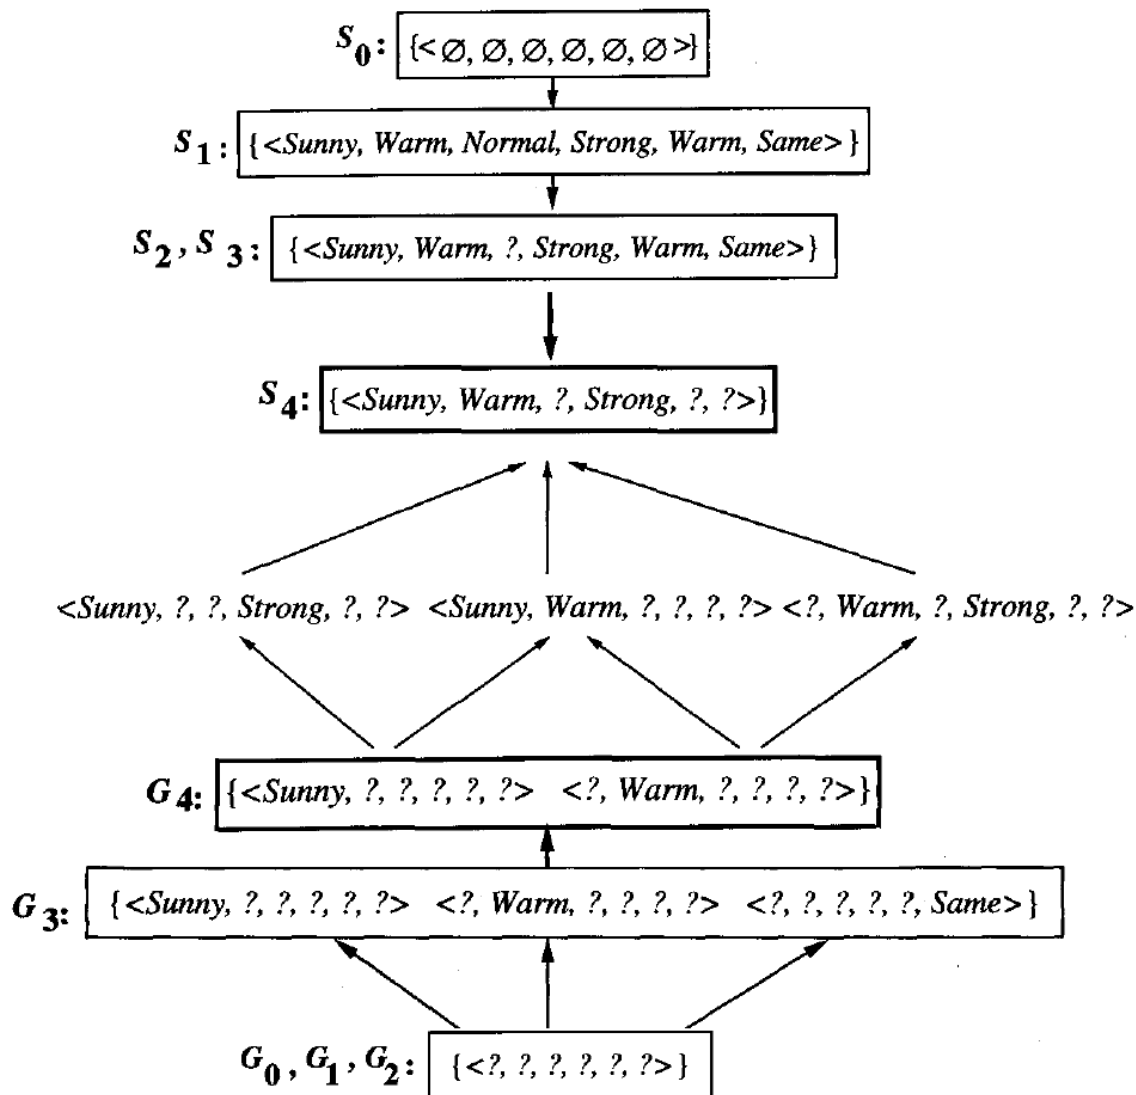 S0: {<∅, ∅, ∅, ∅, ∅, ∅>}
S1: {<Sunny, Warm, Normal, Strong, Warm, Same>}
S2, S3: {<Sunny, Warm, ?, Strong, Warm, Same>}
S4: {<Sunny, Warm, ?, Strong, ?, ?>}
<Sunny, ?, ?, Strong, ?, ?> <Sunny, Warm, ?, ?, ?, ?> <?, Warm, ?, Strong, ?, ?>
G4: {<Sunny, ?, ?, ?, ?, ?> <?, Warm, ?, ?, ?, ?>}
G3: {<Sunny, ?, ?, ?, ?, ?> <?, Warm, ?, ?, ?, ?> <?, ?, ?, ?, ?, Same>}
G0, G1, G2: {<?, ?, ?, ?, ?, ?>}